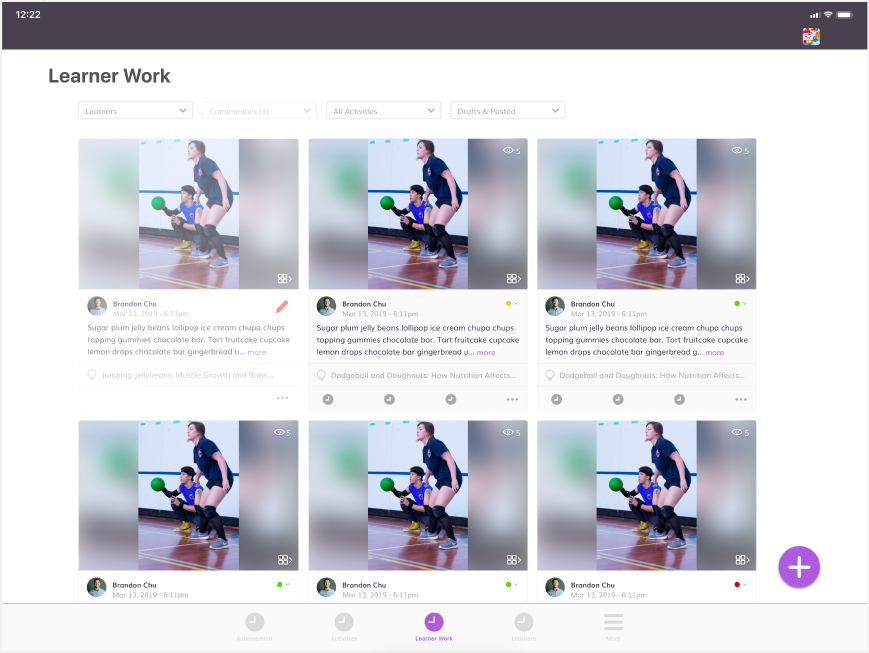 12:22
Learner Work
Learners
Communities (1)
All Activities
Drafts & Posted
5
5
Brandon Chu
Mar 13, 2019 - 6:11pm
Sugar plum jelly beans lollipop ice cream chupa chups
topping gummies chocolate bar. Tart fruitcake cupcake
lemon drops chocolate bar gingerbread u... more
Jumping Jellybeans: Muscle Growth and Bone...
Brandon Chu
Mar 13, 2019 - 6:11pm
Sugar plum jelly beans lollipop ice cream chupa chups
topping gummies chocolate bar. Tart fruitcake cupcake
lemon drops chocolate bar gingerbread u... more
Dodgeball and Doughnuts: How Nutrition Affects...
Brandon Chu
Mar 13, 2019 - 6:11pm
Sugar plum jelly beans lollipop ice cream chupa chups
topping gummies chocolate bar. Tart fruitcake cupcake
lemon drops chocolate bar gingerbread g... more
Dodgeball and Doughnuts: How Nutrition Affects...
5
5
5
Brandon Chu
Mar 13, 2019 - 6:11pm
Brandon Chu
Mar 13, 2019 - 6:11pm
Brandon Chu
Mar 13, 2019 - 6:11pm
Achievement
Activities
Learner Work
Learners
More